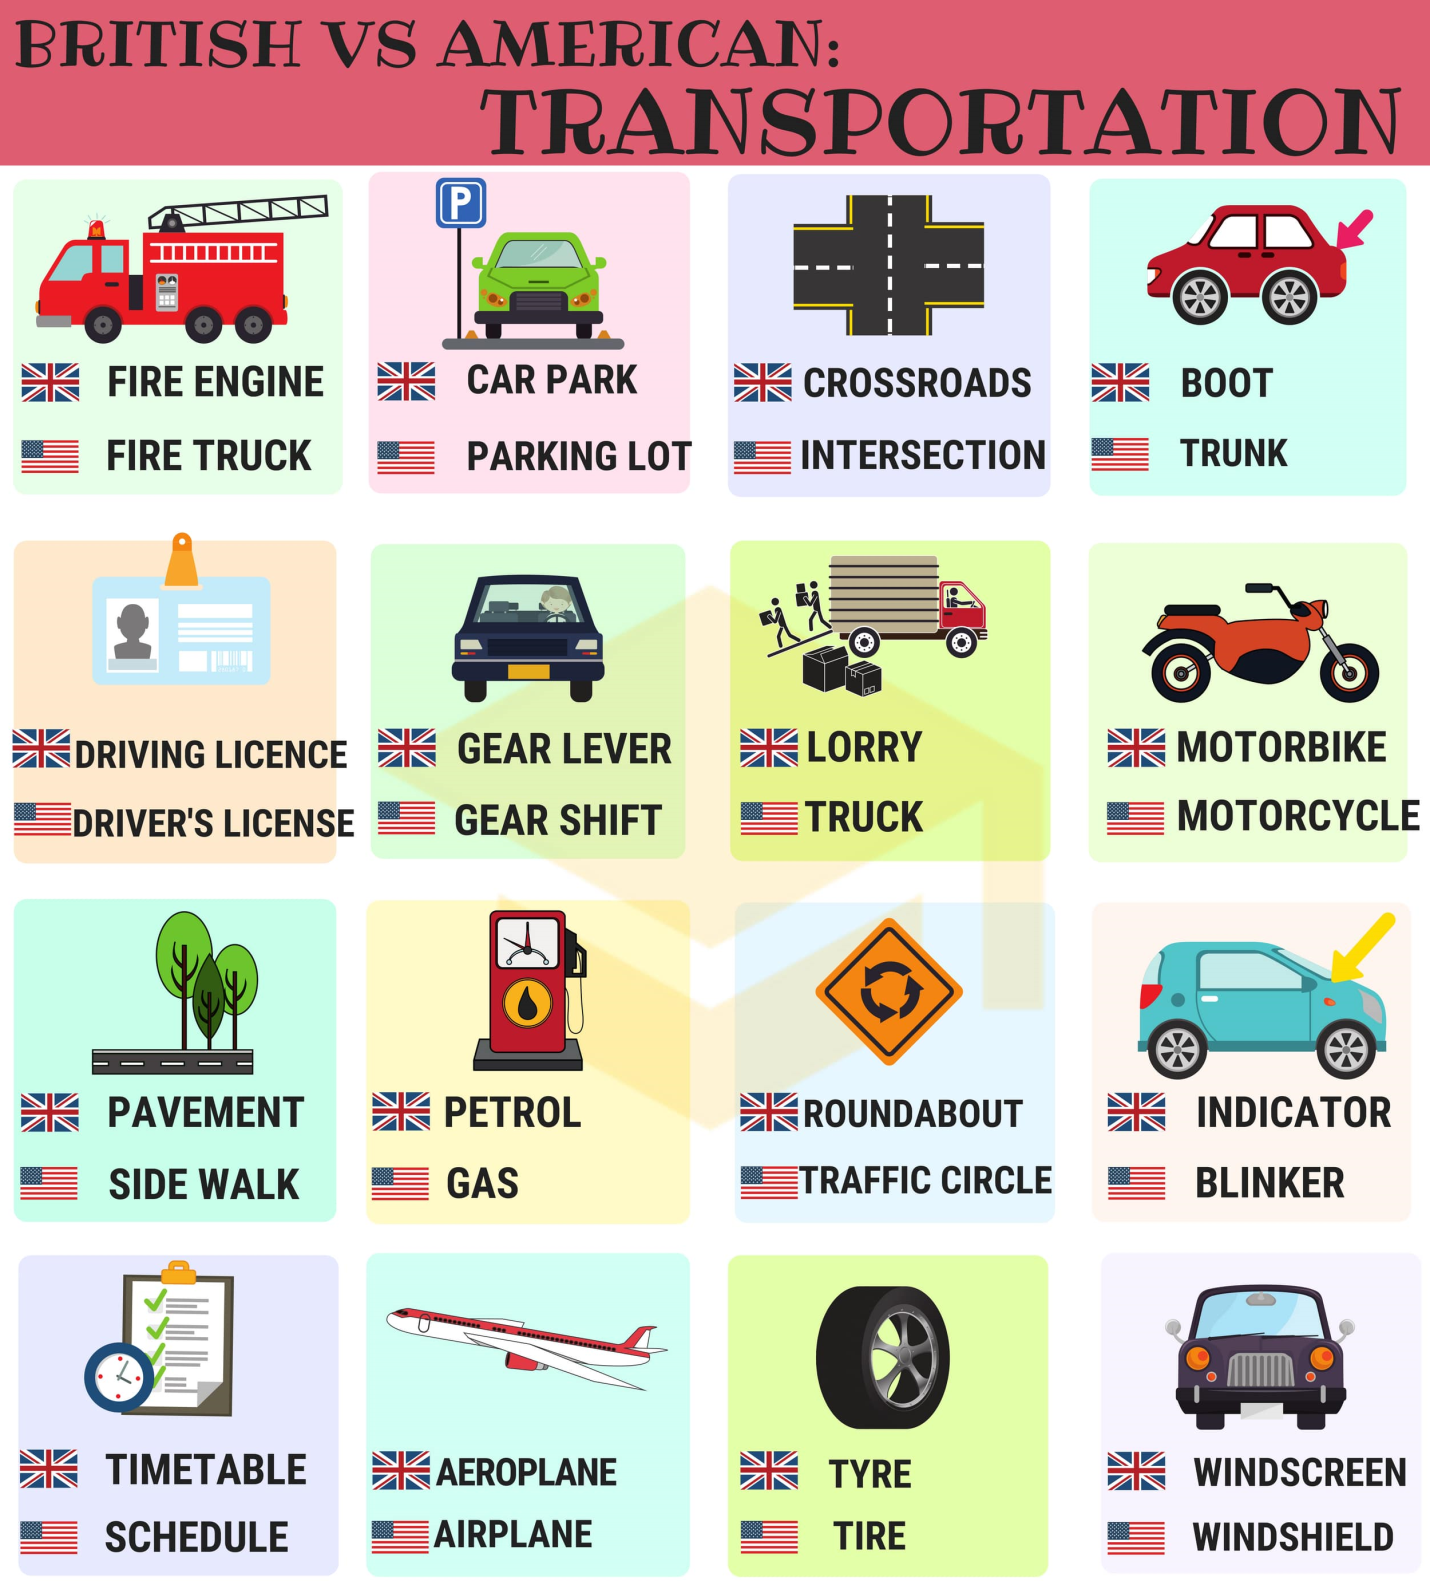 BRITISH VS AMERICAN:
TRANSPORTATION
P
FIRE ENGINE
FIRE TRUCK
CAR PARK
PARKING LOT
CROSSROADS
INTERSECTION
BOOT
TRUNK
DRIVING LICENCE
DRIVER'S LICENSE
GEAR LEVER
GEAR SHIFT
LORRY
TRUCK
MOTORBIKE
MOTORCYCLE
PAVEMENT
SIDE WALK
PETROL
GAS
ROUNDABOUT
TRAFFIC CIRCLE
INDICATOR
BLINKER
TIMETABLE
SCHEDULE
AEROPLANE
AIRPLANE
TYRE
TIRE
WINDSCREEN
WINDSHIELD